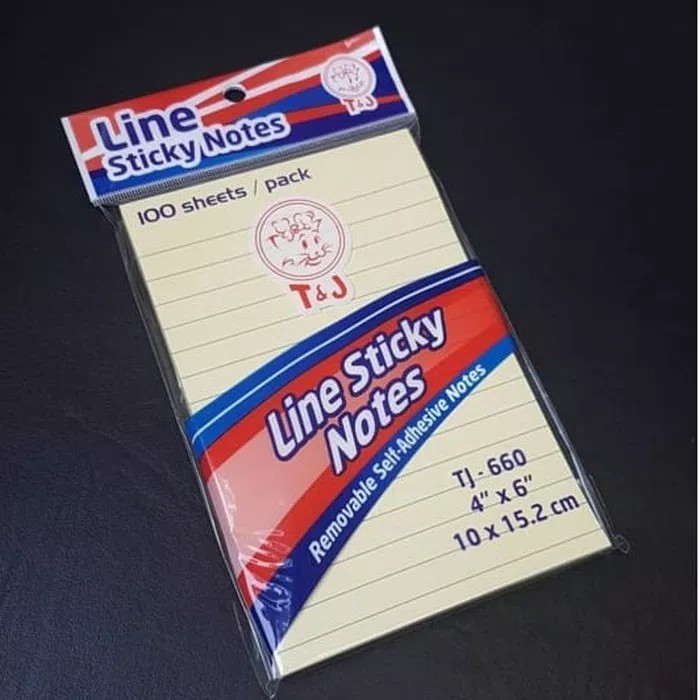 Line
Sticky Notes
T&J
100 sheets / pack
T&J
Line Sticky
Notes
Removable Self-Adhesive Notes
TJ - 660
4" x 6"
10 x 15.2 cm